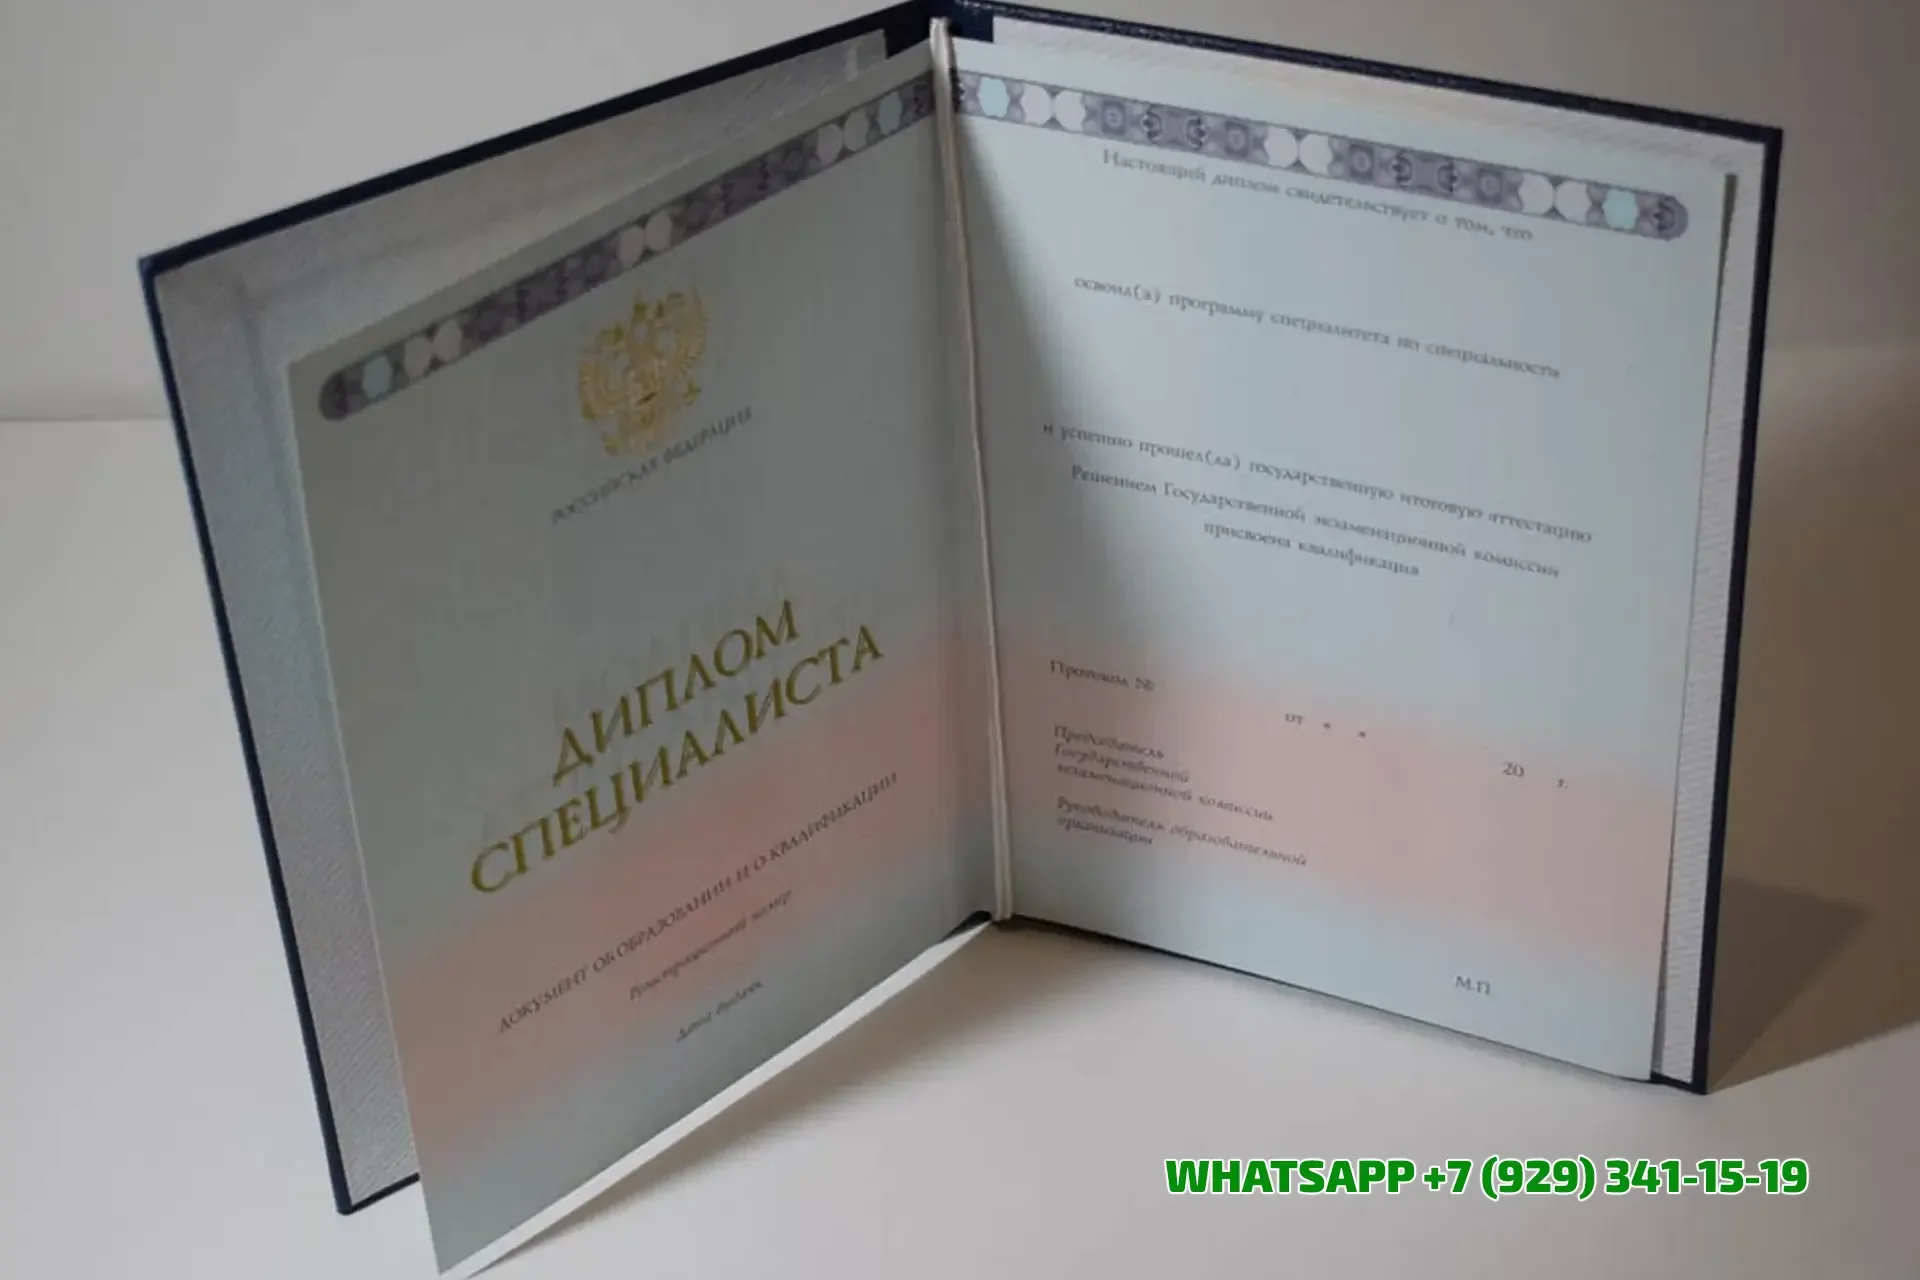 РОССИЙСКАЯ ФЕДЕРАЦИЯ
ДИПЛОМ
СПЕЦИАЛИСТА
ДОКУМЕНТ ОБ ОБРАЗОВАНИИ И О КВАЛИФИКАЦИИ
Регистрационный номер
Дата выдачи
Настоящий диплом свидетельствует о том, что
освоил(а) программу специалитета по специальности
и успешно прошел(ла) государственную итоговую аттестацию
Решением Государственной экзаменационной комиссии
присвоена квалификация
Протокол №
от « » 20 г.
Председатель
Государственной
экзаменационной комиссии
Руководитель образовательной
организации
М.П.
WHATSAPP +7 (929) 341-15-19